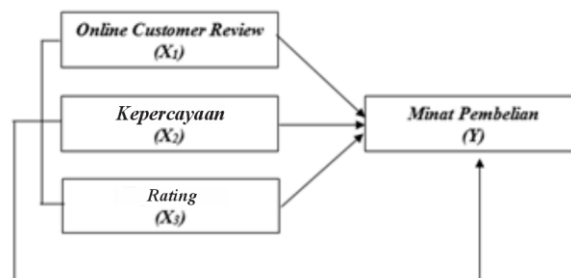 Online Customer Review
(X1)
Kepercayaan
(X2)
Rating
(X3)
Minat Pembelian
(Y)